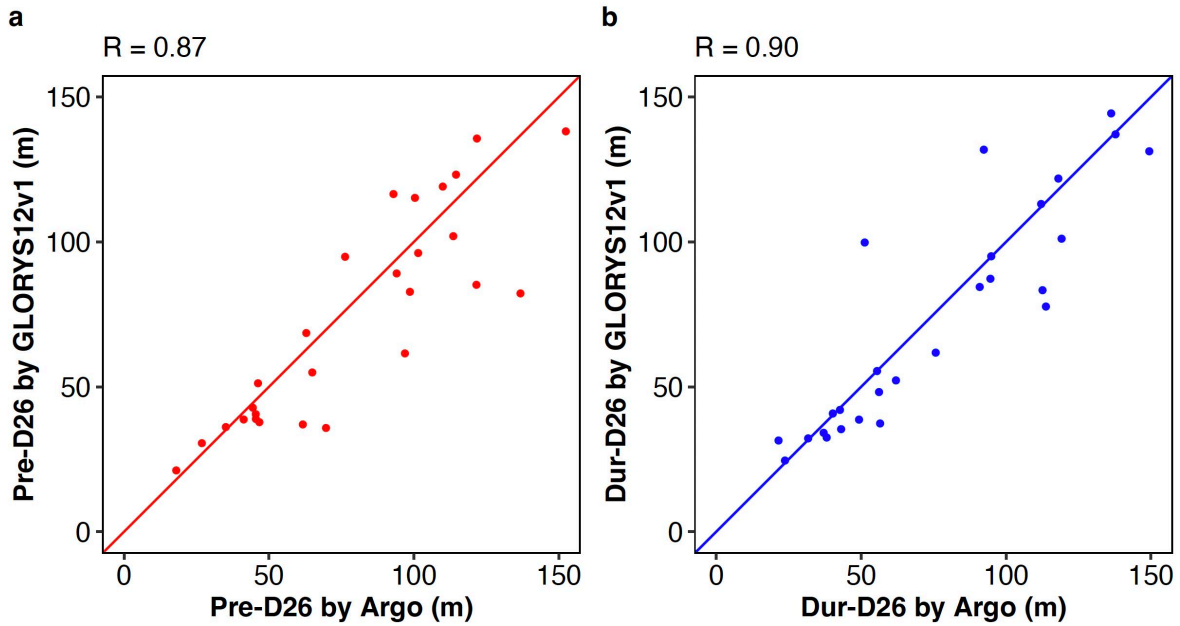 a
R = 0.87
Pre-D26 by GLORYS12v1 (m)
150
100
50
0
0 50 100 150
Pre-D26 by Argo (m)
b
R = 0.90
Dur-D26 by GLORYS12v1 (m)
150
100
50
0
0 50 100 150
Dur-D26 by Argo (m)